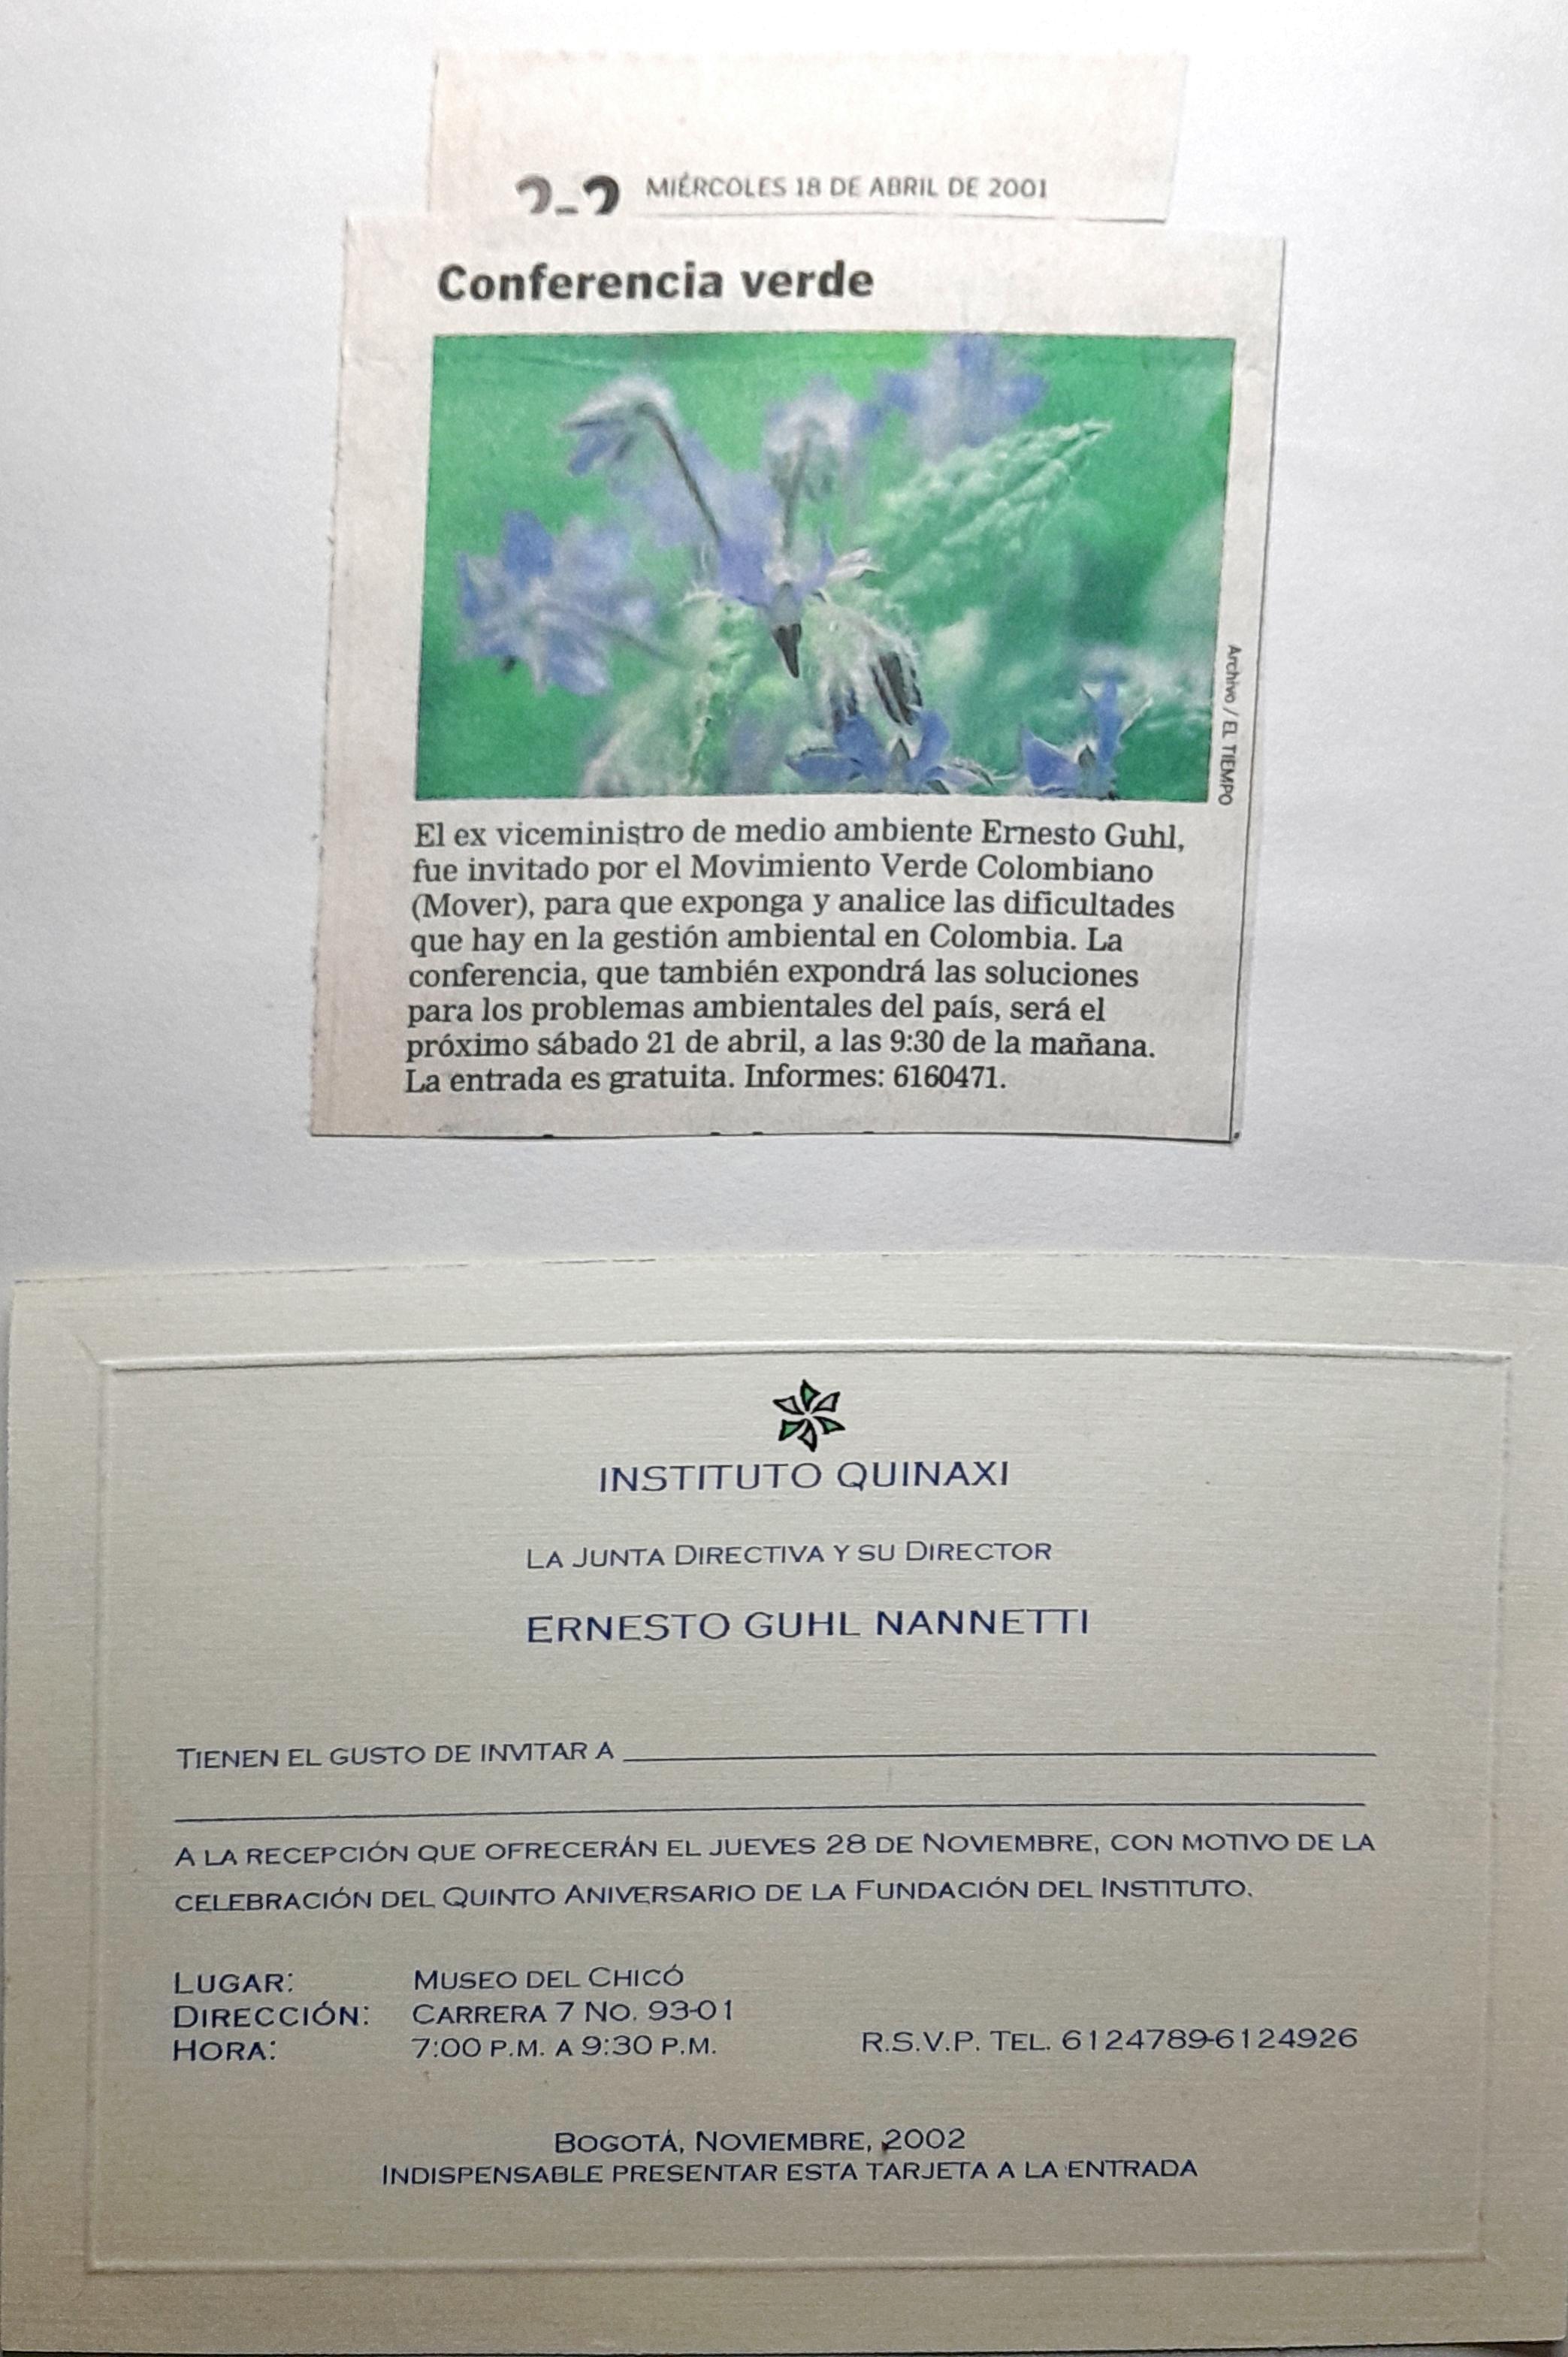 MIÉRCOLES 18 DE ABRIL DE 2001
Conferencia verde
Archivo / EL TIEMPO
El ex viceministro de medio ambiente Ernesto Guhl,
fue invitado por el Movimiento Verde Colombiano
(Mover), para que exponga y analice las dificultades
que hay en la gestión ambiental en Colombia. La
conferencia, que también expondrá las soluciones
para los problemas ambientales del país, será el
próximo sábado 21 de abril, a las 9:30 de la mañana.
La entrada es gratuita. Informes: 6160471.
INSTITUTO QUINAXI
LA JUNTA DIRECTIVA Y SU DIRECTOR
ERNESTO GUHL NANNETTI
TIENEN EL GUSTO DE INVITAR A
A LA RECEPCIÓN QUE OFRECERÁN EL JUEVES 28 DE NOVIEMBRE, CON MOTIVO DE LA
CELEBRACIÓN DEL QUINTO ANIVERSARIO DE LA FUNDACIÓN DEL INSTITUTO.
LUGAR: MUSEO DEL CHICÓ
DIRECCIÓN: CARRERA 7 NO. 93-01
HORA: 7:00 P.M. A 9:30 P.M. R.S.V.P. TEL. 6124789-6124926
BOGOTÁ, NOVIEMBRE, 2002
INDISPENSABLE PRESENTAR ESTA TARJETA A LA ENTRADA